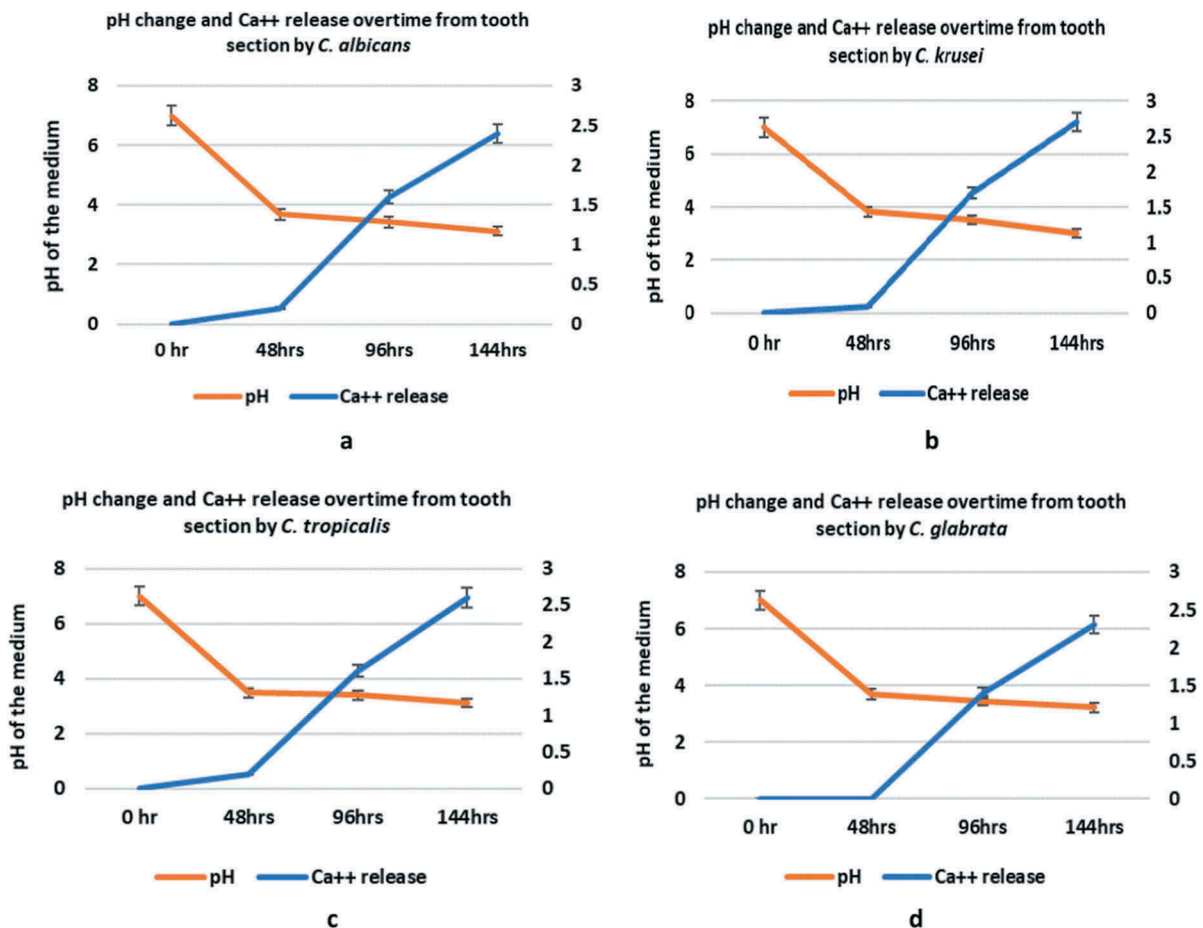 pH change and Ca++ release overtime from tooth
section by C. albicans
8
6
4
2
0
pH of the medium
3
2.5
2
1.5
1
0.5
0
0 hr 48hrs 96hrs 144hrs
pH Ca++ release
a
pH change and Ca++ release overtime from tooth
section by C. krusei
8
6
4
2
0
pH of the medium
3
2.5
2
1.5
1
0.5
0
0 hr 48hrs 96hrs 144hrs
pH Ca++ release
b
pH change and Ca++ release overtime from tooth
section by C. tropicalis
8
6
4
2
0
pH of the medium
3
2.5
2
1.5
1
0.5
0
0 hr 48hrs 96hrs 144hrs
pH Ca++ release
c
pH change and Ca++ release overtime from tooth
section by C. glabrata
8
6
4
2
0
pH of the medium
3
2.5
2
1.5
1
0.5
0
0 hr 48hrs 96hrs 144hrs
pH Ca++ release
d